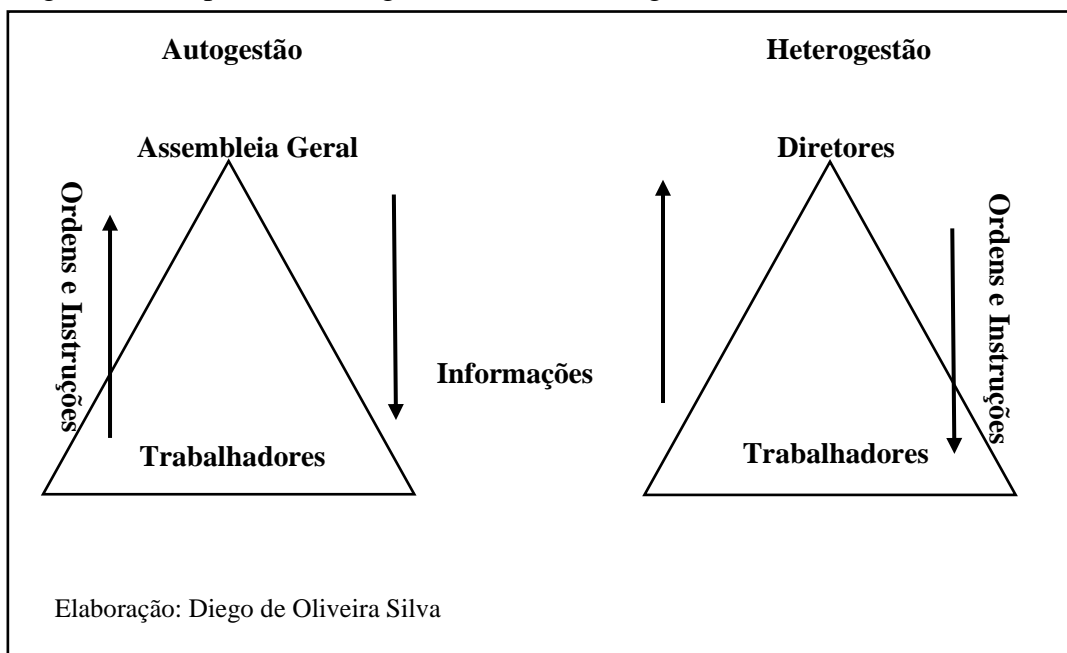 Autogestão
Heterogestão
Assembleia Geral
Diretores
Ordens e Instruções
Ordens e Instruções
Informações
Trabalhadores
Trabalhadores
Elaboração: Diego de Oliveira Silva